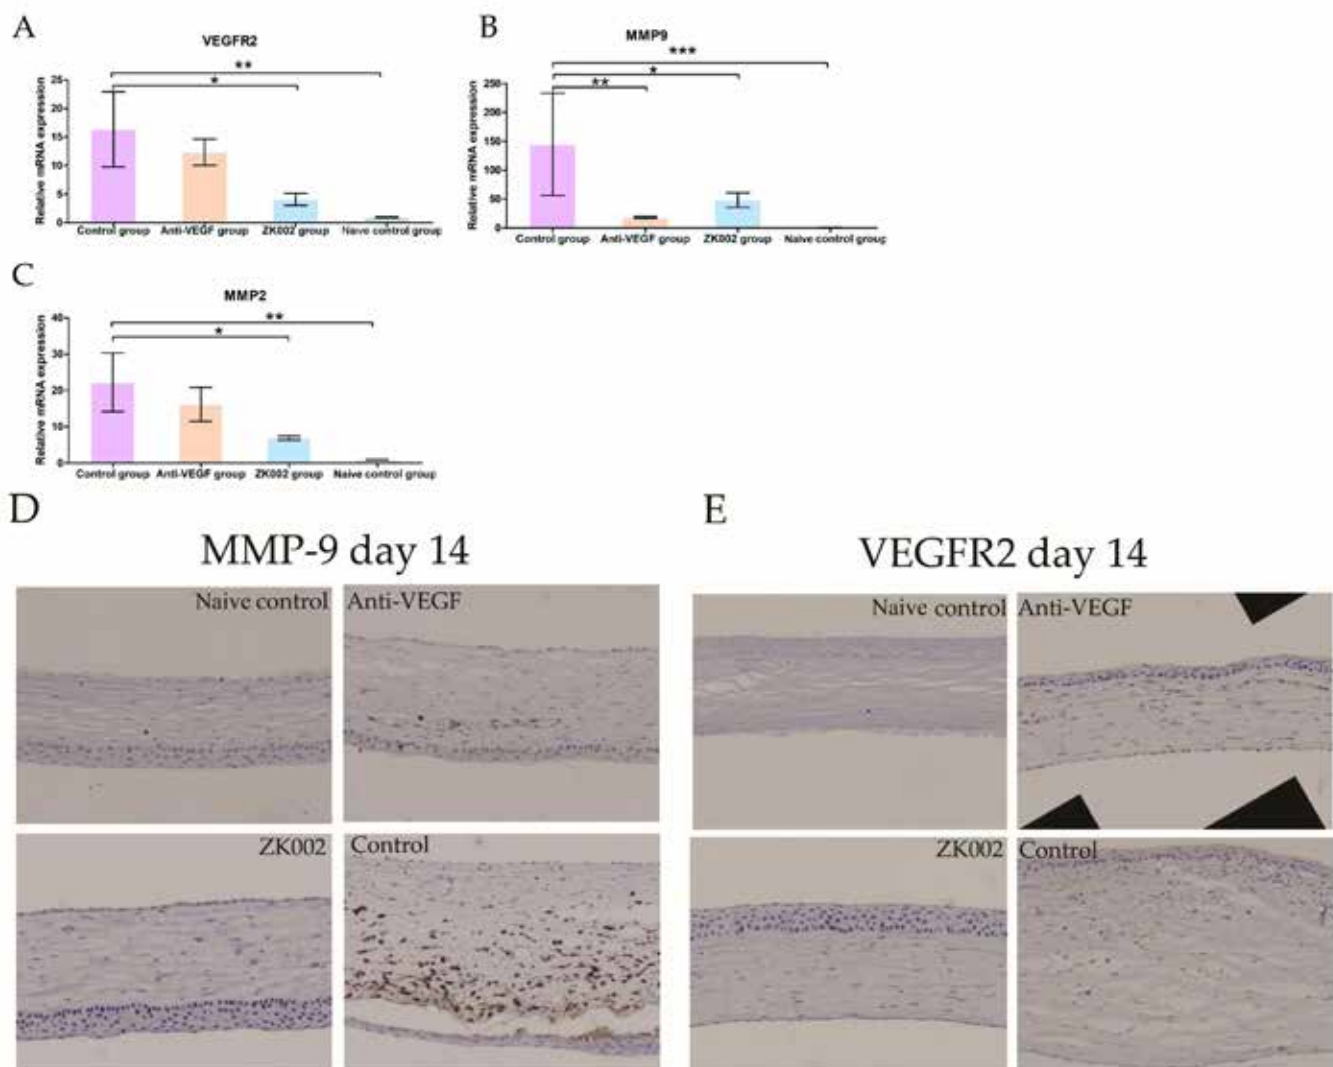 A
VEGFR2
**
*
Relative mRNA expression
25
20
15
10
5
0
Control group
Anti-VEGF group
ZK002 group
Naive control group
B
MMP9
***
*
**
Relative mRNA expression
250
200
150
100
50
0
Control group
Anti-VEGF group
ZK002 group
Naive control group
C
MMP2
**
*
Relative mRNA expression
40
30
20
10
0
Control group
Anti-VEGF group
ZK002 group
Naive control group
D
MMP-9 day 14
Naive control
Anti-VEGF
ZK002
Control
E
VEGFR2 day 14
Naive control
Anti-VEGF
ZK002
Control